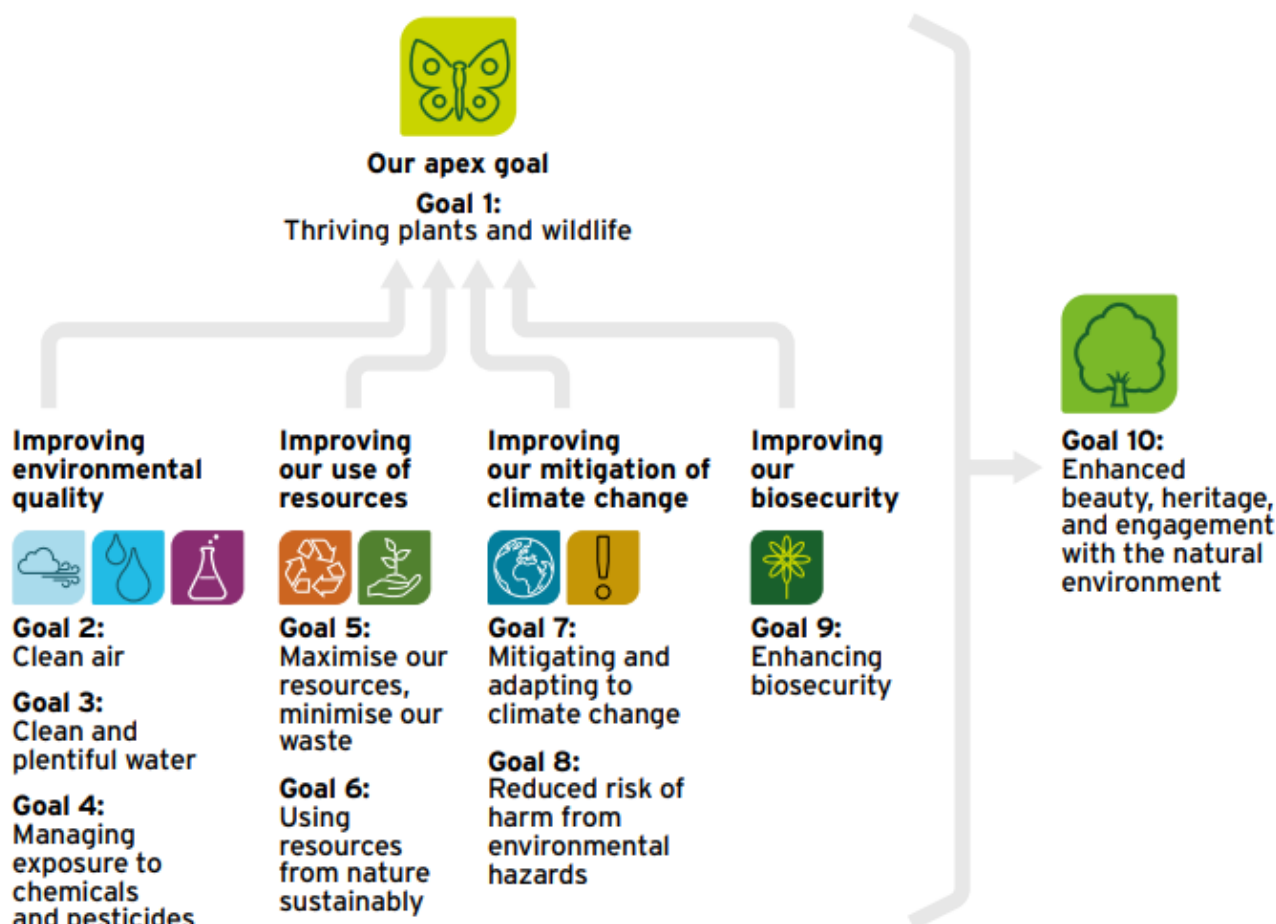 Our apex goal
Goal 1:
Thriving plants and wildlife
Improving
environmental
quality
Goal 2:
Clean air
Goal 3:
Clean and
plentiful water
Goal 4:
Managing
exposure to
chemicals
and pesticides
Improving
our use of
resources
Goal 5:
Maximise our
resources,
minimise our
waste
Goal 6:
Using
resources
from nature
sustainably
Improving
our mitigation of
climate change
Goal 7:
Mitigating and
adapting to
climate change
Goal 8:
Reduced risk of
harm from
environmental
hazards
Improving
our
biosecurity
Goal 9:
Enhancing
biosecurity
Goal 10:
Enhanced
beauty, heritage,
and engagement
with the natural
environment